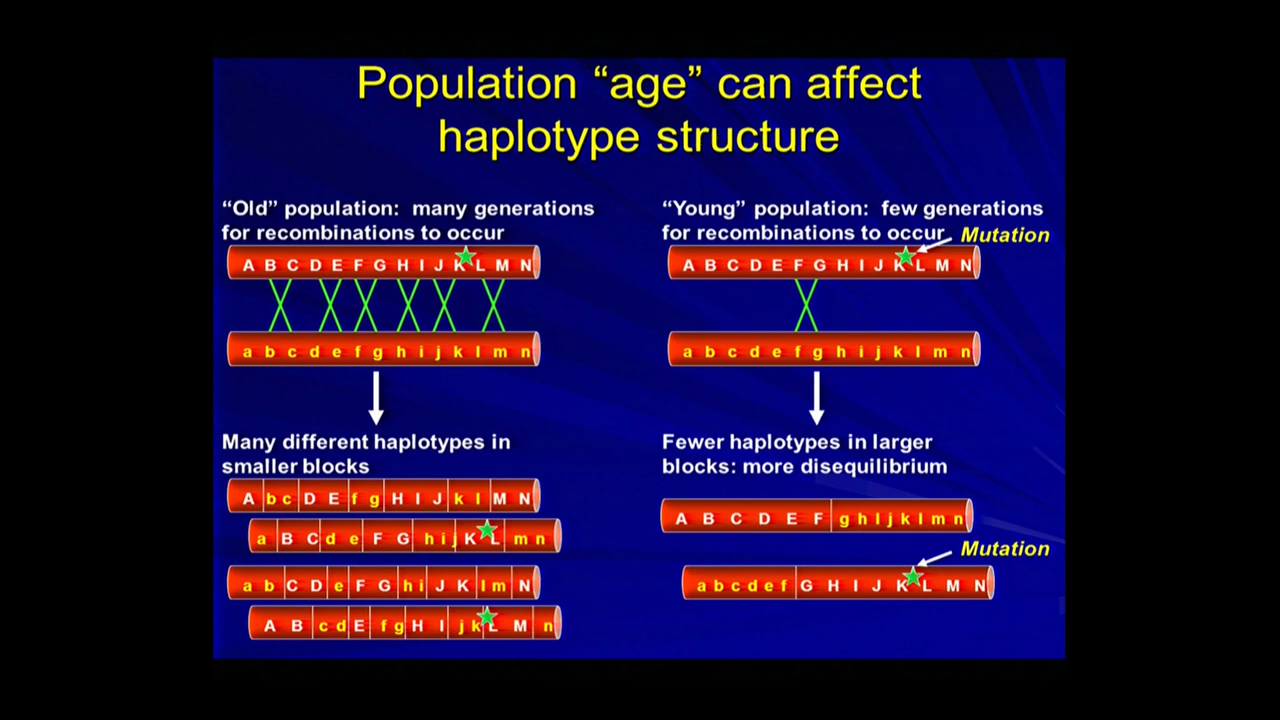 Population “age” can affect
haplotype structure
“Old” population: many generations
for recombinations to occur
A B C D E F G H I J K L M N
a b c d e f g h i j k l m n
Many different haplotypes in
smaller blocks
A b c D E f g H I J k l M N
a B C d e F G h i j K L m n
a b C D e F G h i J K l m N
A B c d E f g H I j k L M n
“Young” population: few generations
for recombinations to occur
Mutation
A B C D E F G H I J K L M N
a b c d e f g h i j k l m n
Fewer haplotypes in larger
blocks: more disequilibrium
A B C D E F g h I j k l m n
Mutation
a b c d e f G H I J K L M N